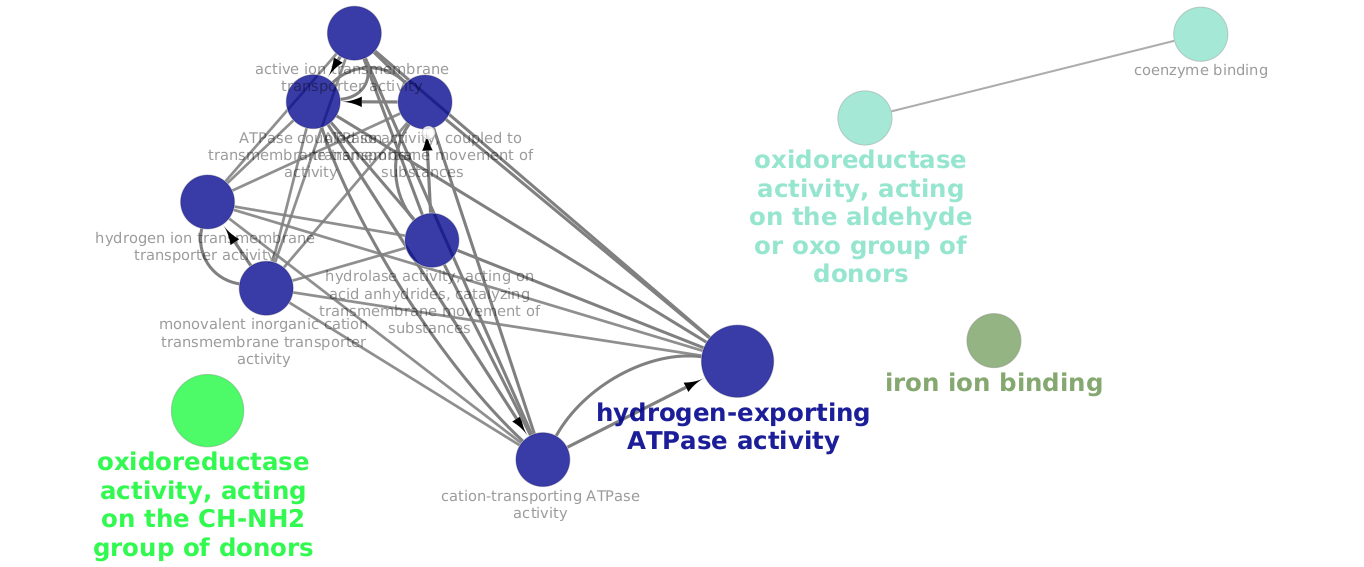 active ion transmembrane
transporter activity
coenzyme binding
ATPase coupled ion
transmembrane transporter
activity
ATPase activity, coupled to
transmembrane movement of
substances
oxidoreductase
activity, acting
on the aldehyde
or oxo group of
donors
hydrogen ion transmembrane
transporter activity
hydrolase activity, acting on
acid anhydrides, catalyzing
transmembrane movement of
substances
monovalent inorganic cation
transmembrane transporter
activity
iron ion binding
hydrogen-exporting
ATPase activity
oxidoreductase
activity, acting
on the CH-NH2
group of donors
cation-transporting ATPase
activity